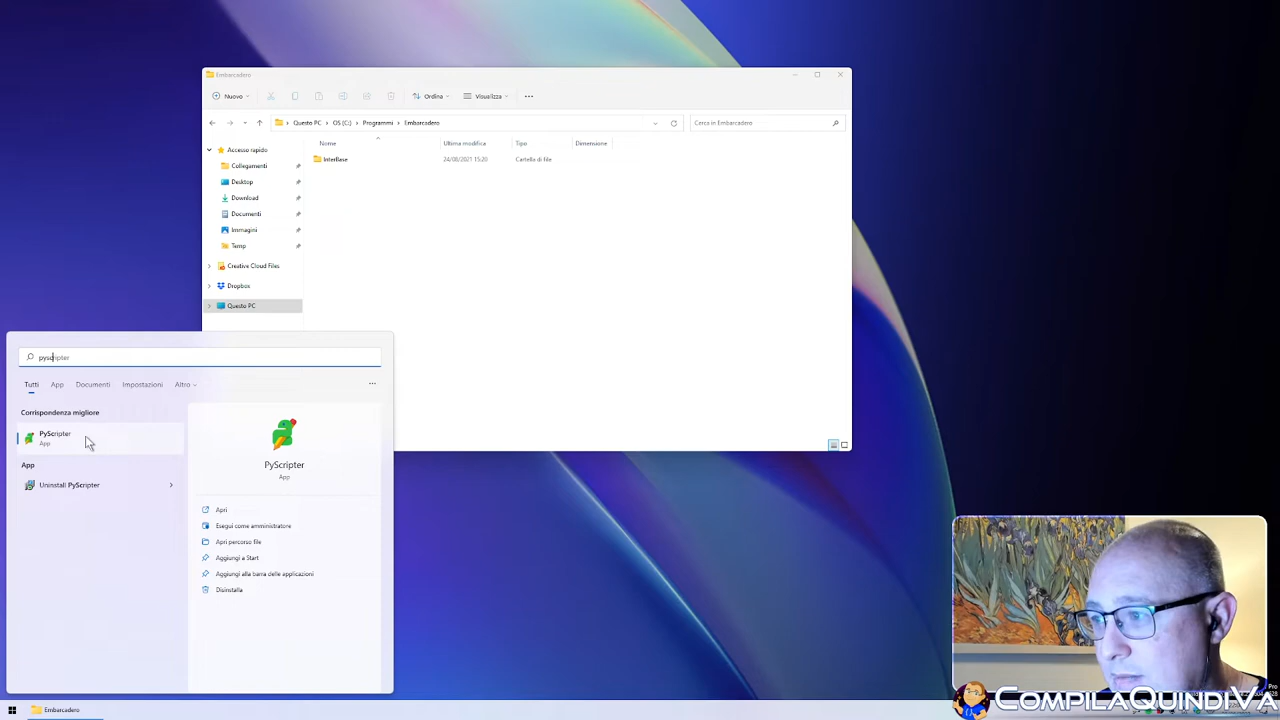 Embarcadero
Nuovo
Ordina
Visualizza
Questo PC
OS (C:)
Programmi
Embarcadero
Cerca in Embarcadero
Nome
Ultima modifica
Tipo
Dimensione
Accesso rapido
InterBase
24/08/2021 15:20
Cartella di file
Collegamenti
Desktop
Download
Documenti
Immagini
Temp
Creative Cloud Files
Dropbox
Questo PC
pyscripter
Tutti
App
Documenti
Impostazioni
Altro
Corrispondenza migliore
PyScripter
App
App
Uninstall PyScripter
PyScripter
App
Apri
Esegui come amministratore
Apri percorso file
Aggiungi a Start
Aggiungi alla barra delle applicazioni
Disinstalla
Pro
CompilaQuindiVa
Embarcadero